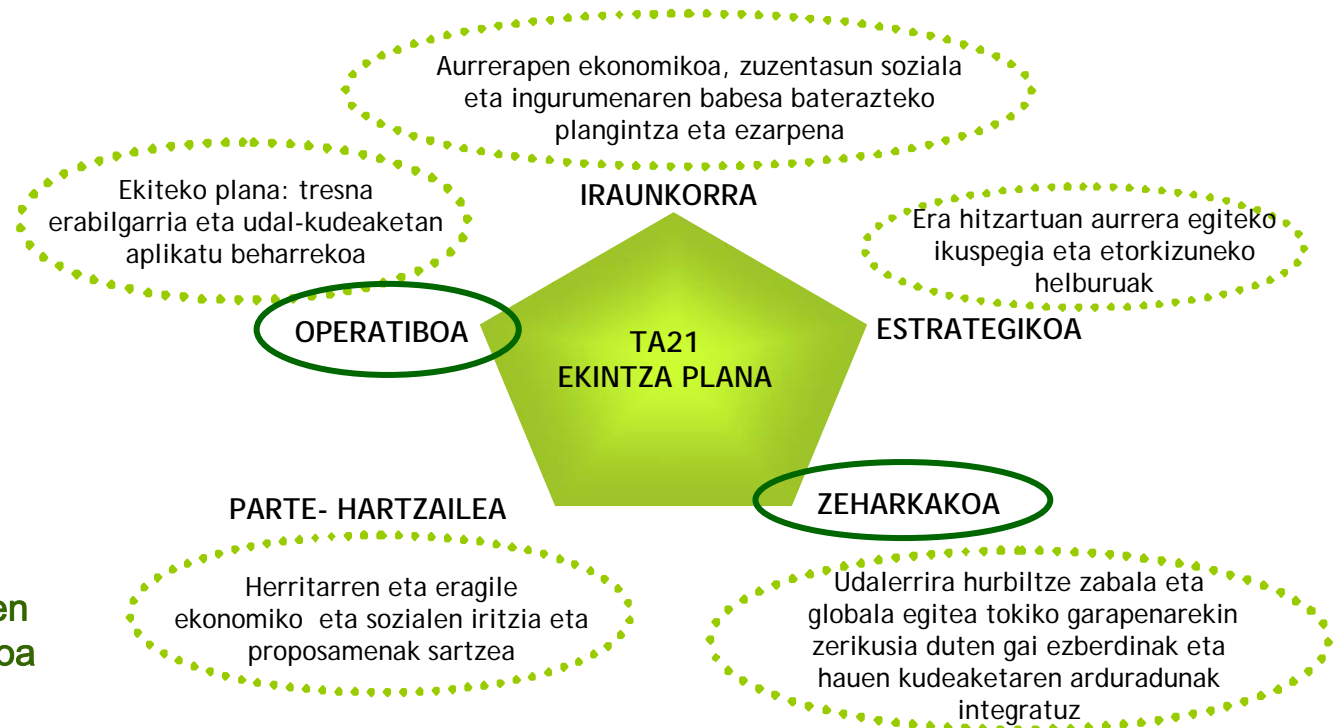 Aurrerapen ekonomikoa, zuzentasun soziala
eta ingurumenaren babesa baterazteko
plangintza eta ezarpena
Ekiteko plana: tresna
erabilgarria eta udal-kudeaketan
aplikatu beharrekoa
IRAUNKORRA
Era hitzartuan aurrera egiteko
ikuspegia eta etorkizuneko
helburuak
OPERATIBOA
ESTRATEGIKOA
TA21
EKINTZA PLANA
PARTE- HARTZAILEA
ZEHARKAKOA
Herritarren eta eragile
ekonomiko eta sozialen iritzia eta
proposamenak sartzea
Udalerrira hurbiltze zabala eta
globala egitea tokiko garapenarekin
zerikusia duten gai ezberdinak eta
hauen kudeaketaren arduradunak
integratuz
en
oa